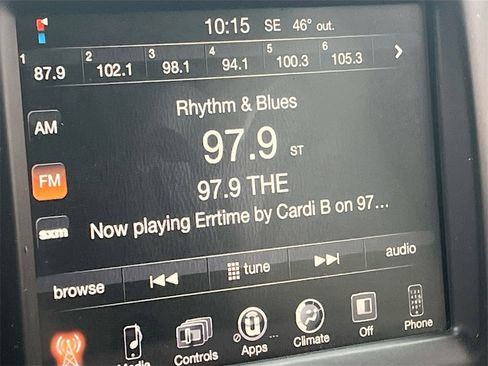 10:15 SE 46° out.
1 87.9 2 102.1 3 98.1 4 94.1 5 100.3 6 105.3
Rhythm & Blues
AM
97.9 ST
FM
97.9 THE
sxm
Now playing Errtime by Cardi B on 97...
browse tune audio
Media Controls Apps ... Climate Off Phone